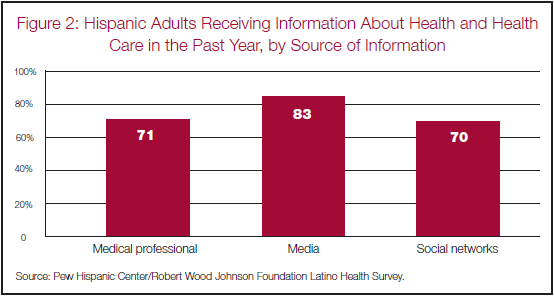 Figure 2: Hispanic Adults Receiving Information About Health and Health
Care in the Past Year, by Source of Information
100%
80%
60%
40%
20%
0
71
83
70
Medical professional
Media
Social networks
Source: Pew Hispanic Center/Robert Wood Johnson Foundation Latino Health Survey.